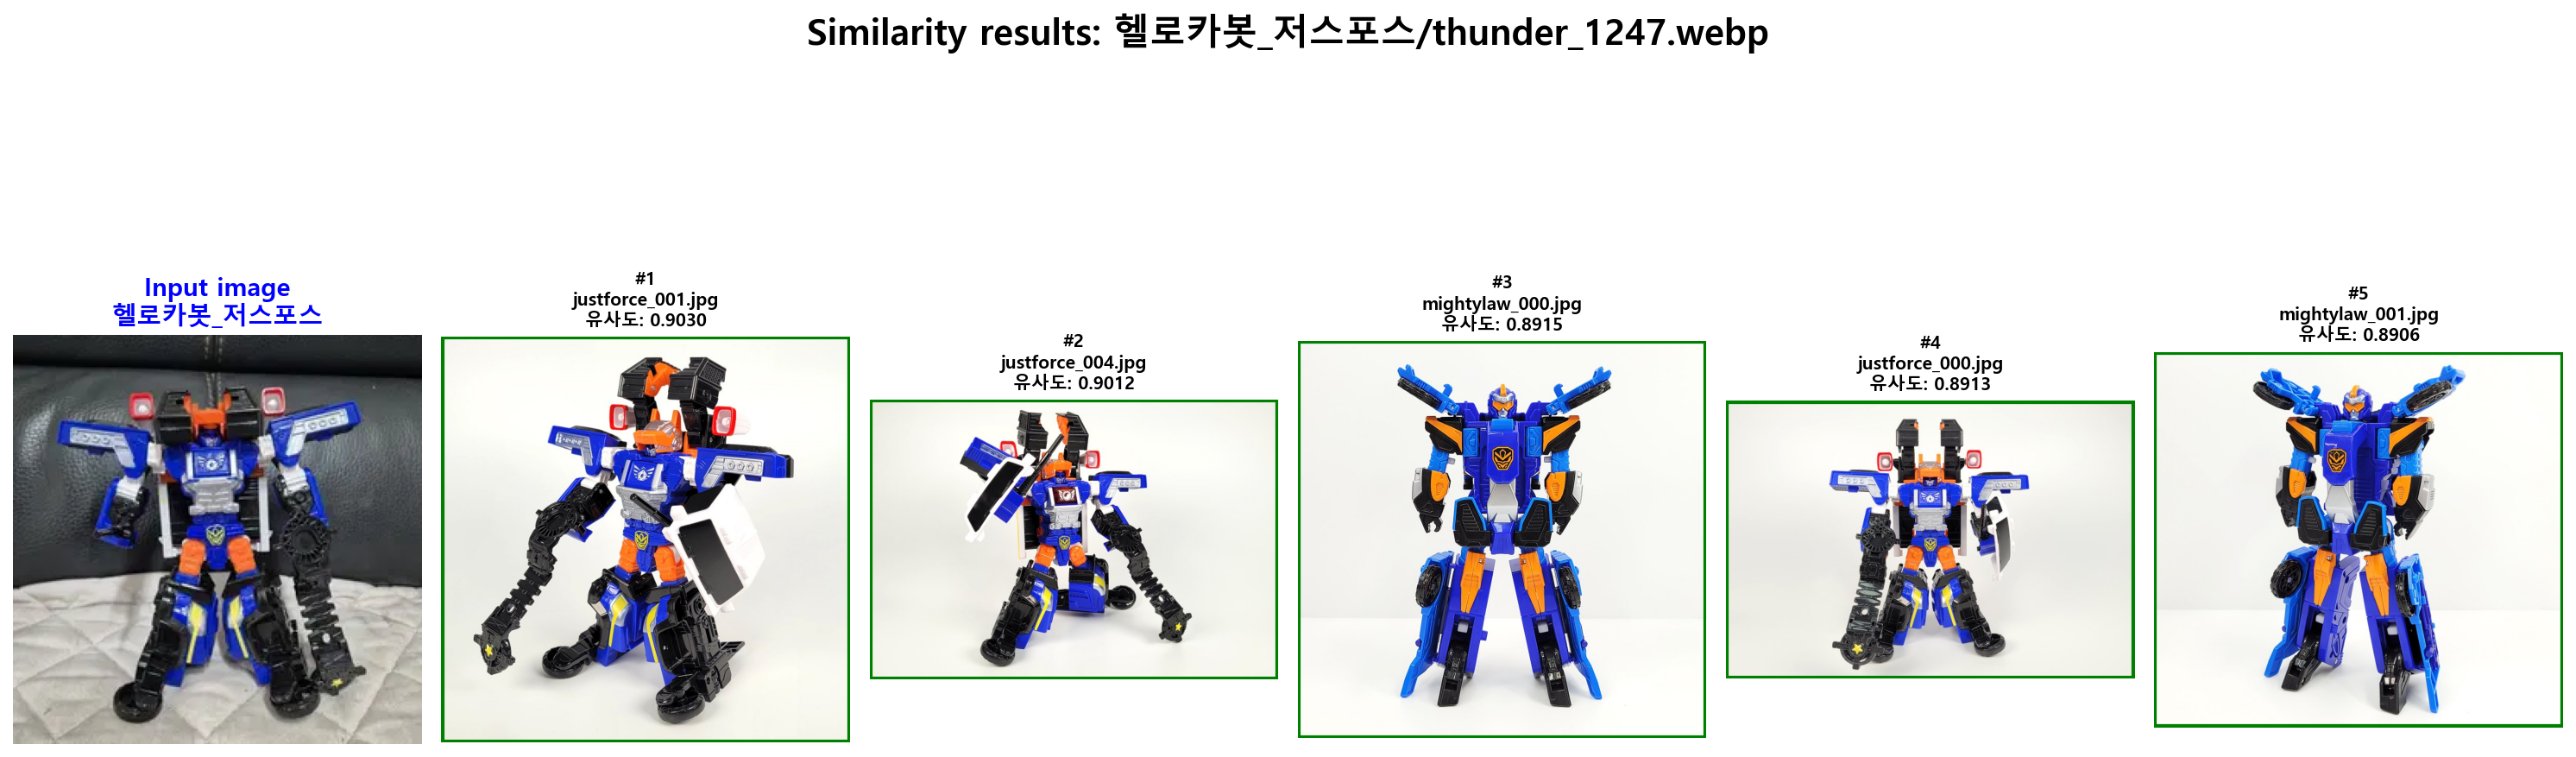 Similarity results: 헬로카봇_저스포스/thunder_1247.webp
Input image
헬로카봇_저스포스
#1
justforce_001.jpg
유사도: 0.9030
#2
justforce_004.jpg
유사도: 0.9012
#3
mightylaw_000.jpg
유사도: 0.8915
#4
justforce_000.jpg
유사도: 0.8913
#5
mightylaw_001.jpg
유사도: 0.8906